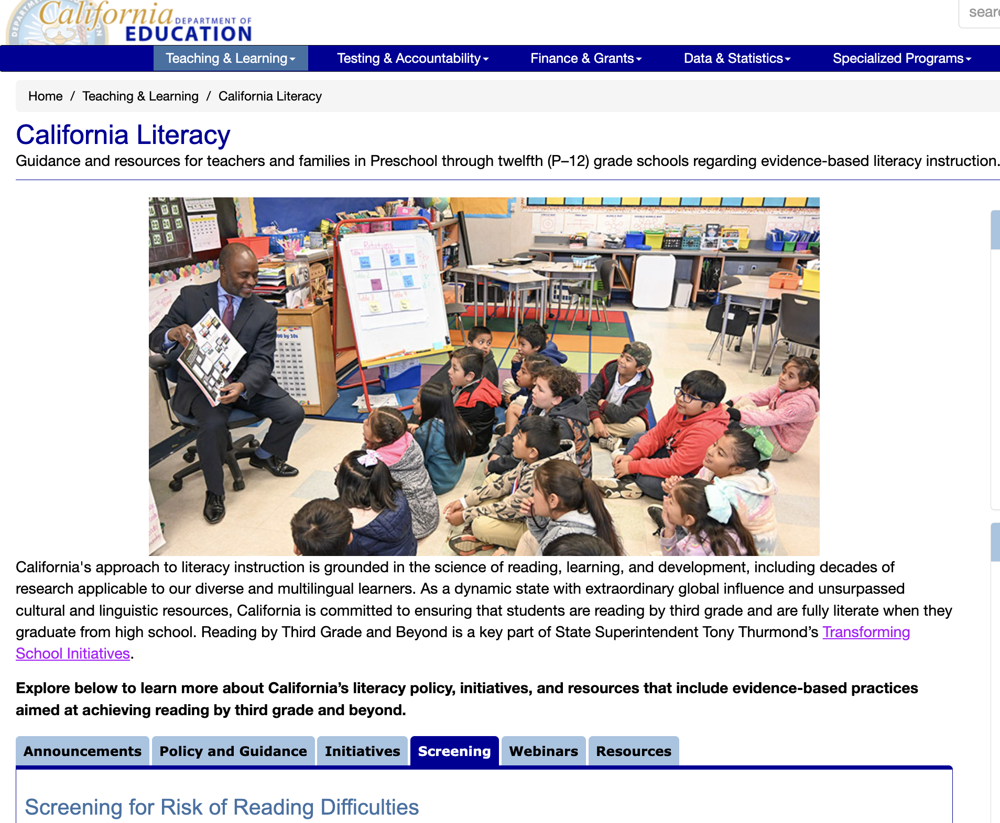 California DEPARTMENT OF
EDUCATION
Teaching & Learning
Testing & Accountability
Finance & Grants
Data & Statistics
Specialized Programs
Home / Teaching & Learning / California Literacy
California Literacy
Guidance and resources for teachers and families in Preschool through twelfth (P–12) grade schools regarding evidence-based literacy instruction.
Rotations
California's approach to literacy instruction is grounded in the science of reading, learning, and development, including decades of
research applicable to our diverse and multilingual learners. As a dynamic state with extraordinary global influence and unsurpassed
cultural and linguistic resources, California is committed to ensuring that students are reading by third grade and are fully literate when they
graduate from high school. Reading by Third Grade and Beyond is a key part of State Superintendent Tony Thurmond’s Transforming
School Initiatives.
Explore below to learn more about California’s literacy policy, initiatives, and resources that include evidence-based practices
aimed at achieving reading by third grade and beyond.
Announcements
Policy and Guidance
Initiatives
Screening
Webinars
Resources
Screening for Risk of Reading Difficulties